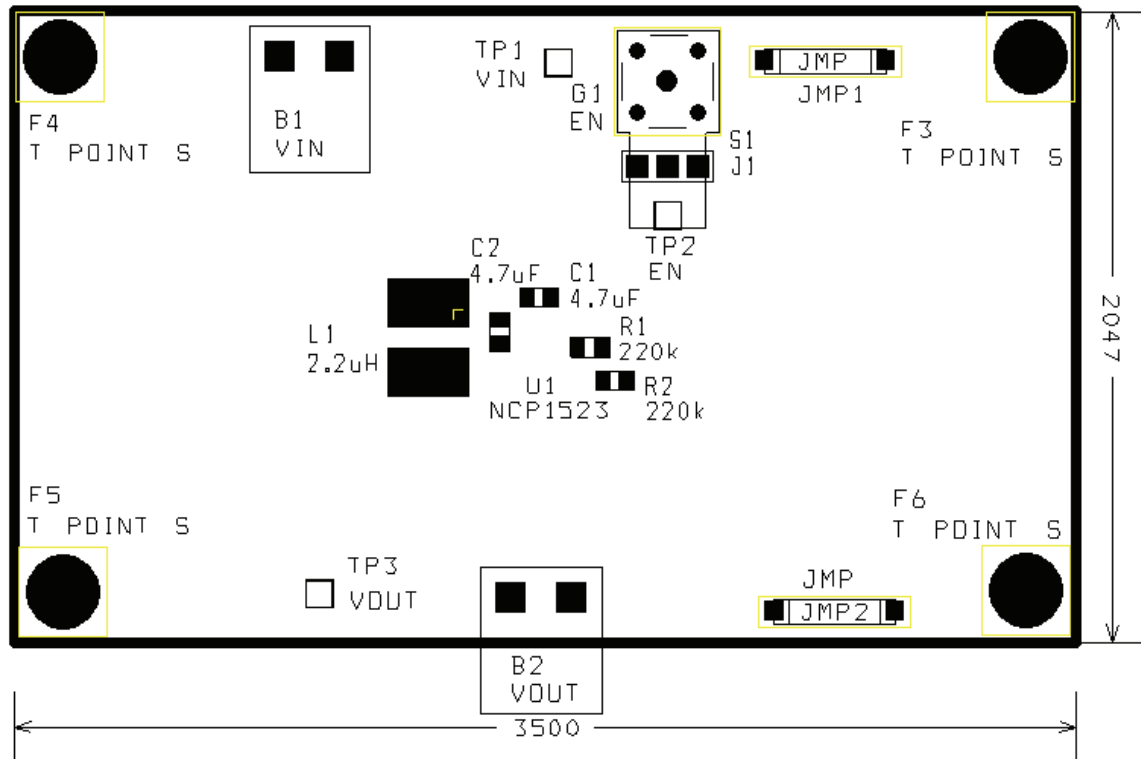 TP1
VIN
G1
EN
JMP
JMP1
F4
T POINT S
B1
VIN
F3
T POINT S
S1
J1
TP2
EN
C2
4.7uF
C1
4.7uF
L1
2.2uH
R1
220k
U1
NCP1523
R2
220k
2047
F5
T POINT S
F6
T POINT S
TP3
VOUT
JMP
JMP2
B2
VOUT
3500